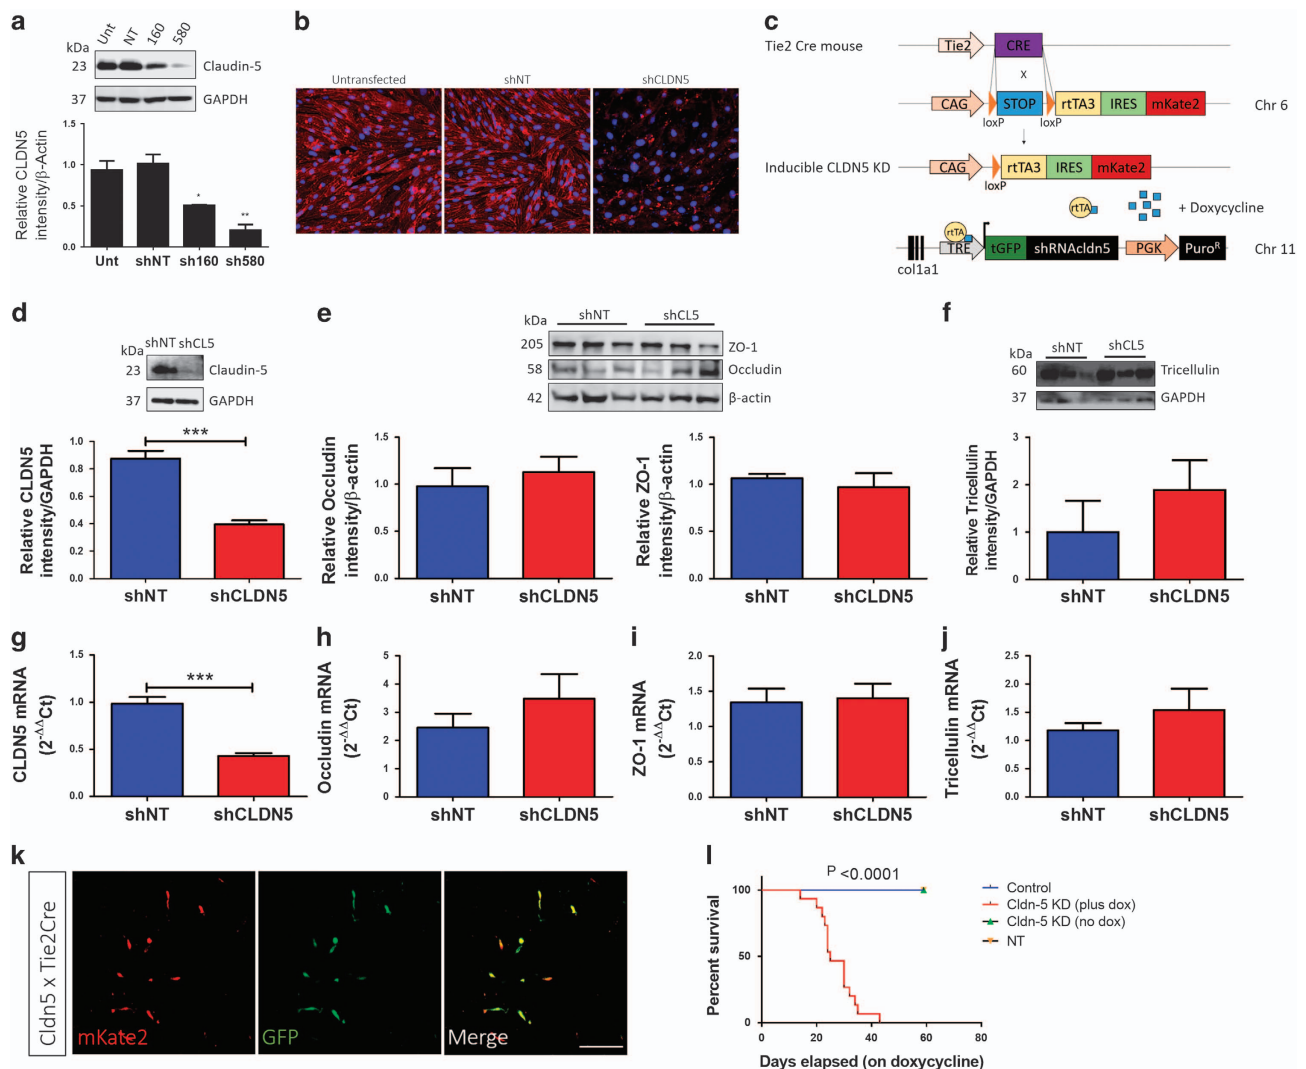 a
Unt NT 160 580
kDa
23 Claudin-5
37 GAPDH
Relative CLDN5
intensity/β-Actin
1.5
1.0
0.5
0.0
* **
Unt shNT sh160 sh580
b
Untransfected shNT shCLDN5
c
Tie2 Cre mouse
Tie2 CRE
X
CAG STOP rtTA3 IRES mKate2 Chr 6
loxP loxP
Inducible CLDN5 KD
CAG rtTA3 IRES mKate2
loxP
rtTA + Doxycycline
rtTA
TRE tGFP shRNAcldn5 PGK Puroᴿ Chr 11
col1a1
d
shNT shCL5
kDa
23 Claudin-5
37 GAPDH
Relative CLDN5
intensity/GAPDH
1.0
0.8
0.6
0.4
0.2
0.0
***
shNT shCLDN5
e
kDa shNT shCL5
205 ZO-1
58 Occludin
42 β-actin
Relative Occludin
intensity/β-actin
1.5
1.0
0.5
0.0
shNT shCLDN5
Relative ZO-1
intensity/β-actin
1.5
1.0
0.5
0.0
shNT shCLDN5
f
kDa shNT shCL5
60 Tricellulin
37 GAPDH
Relative Tricellulin
intensity/GAPDH
3
2
1
0
shNT shCLDN5
g
CLDN5 mRNA
(2-ΔΔCt)
1.5
1.0
0.5
0.0
***
shNT shCLDN5
h
Occludin mRNA
(2-ΔΔCt)
5
4
3
2
1
0
shNT shCLDN5
i
ZO-1 mRNA
(2-ΔΔCt)
2.0
1.5
1.0
0.5
0.0
shNT shCLDN5
j
Tricellulin mRNA
(2-ΔΔCt)
2.5
2.0
1.5
1.0
0.5
0.0
shNT shCLDN5
k
Cldn5 x Tie2Cre
mKate2 GFP Merge
l
P <0.0001
Percent survival
100
50
0
0 20 40 60 80
Days elapsed (on doxycycline)
Control
Cldn-5 KD (plus dox)
Cldn-5 KD (no dox)
NT